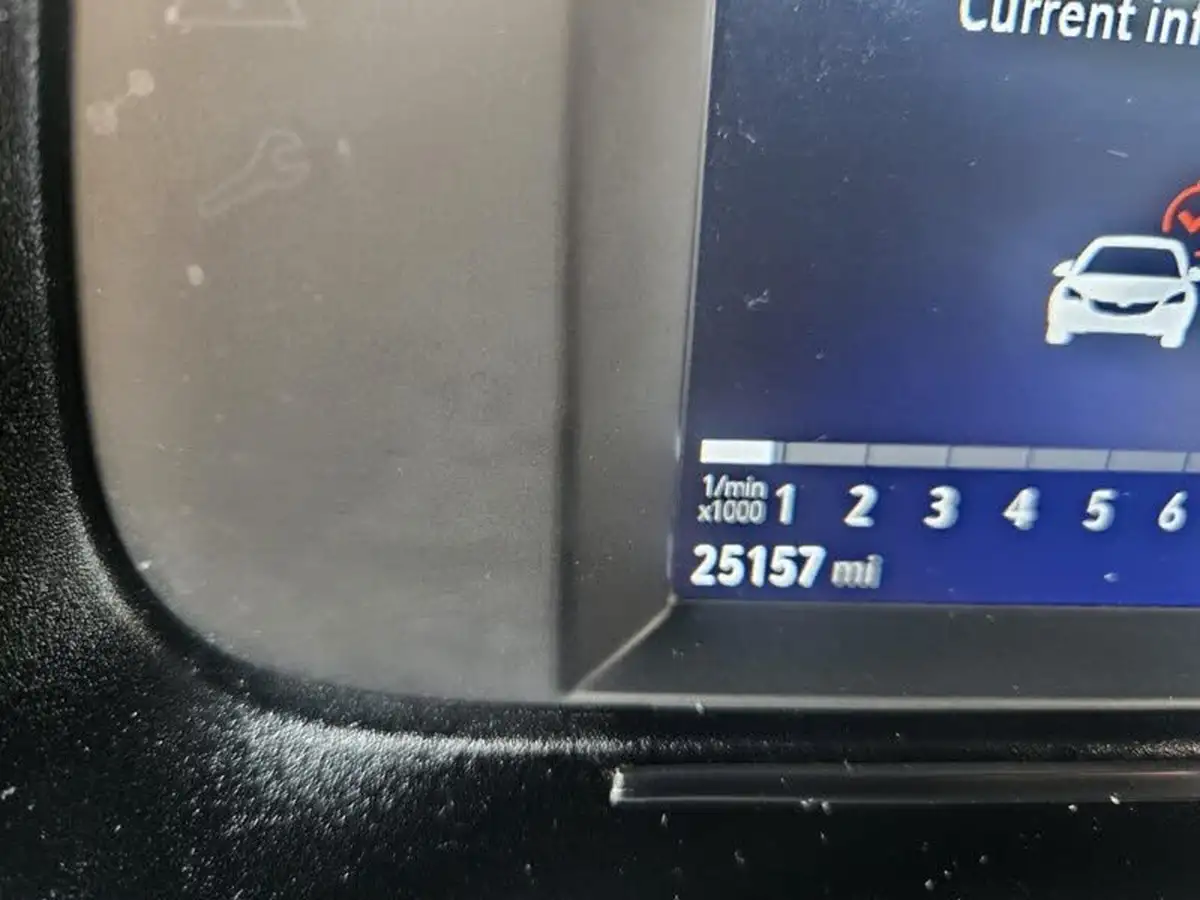 Current inf
1/min
x1000 1 2 3 4 5 6
25157 mi